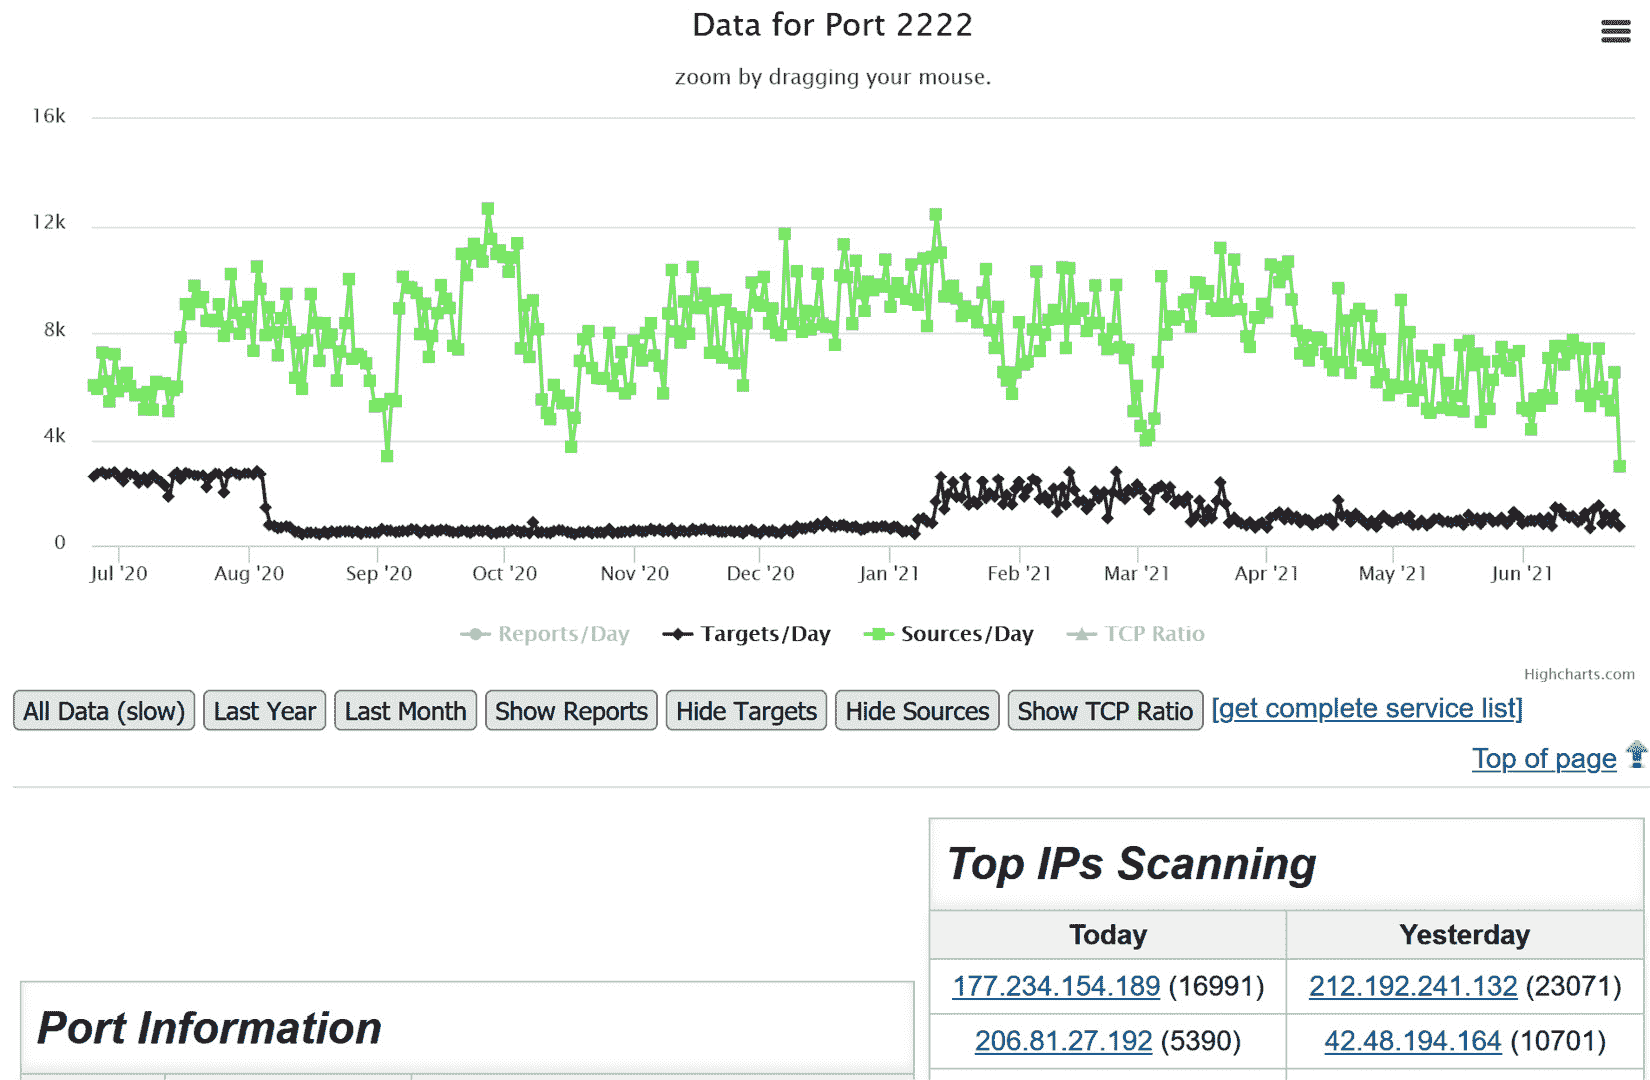 Data for Port 2222
zoom by dragging your mouse.
16k
12k
8k
4k
0
Jul '20 Aug '20 Sep '20 Oct '20 Nov '20 Dec '20 Jan '21 Feb '21 Mar '21 Apr '21 May '21 Jun '21
Reports/Day Targets/Day Sources/Day TCP Ratio
Highcharts.com
All Data (slow) Last Year Last Month Show Reports Hide Targets Hide Sources Show TCP Ratio [get complete service list]
Top of page
Top IPs Scanning
Today Yesterday
177.234.154.189 (16991) 212.192.241.132 (23071)
206.81.27.192 (5390) 42.48.194.164 (10701)
Port Information